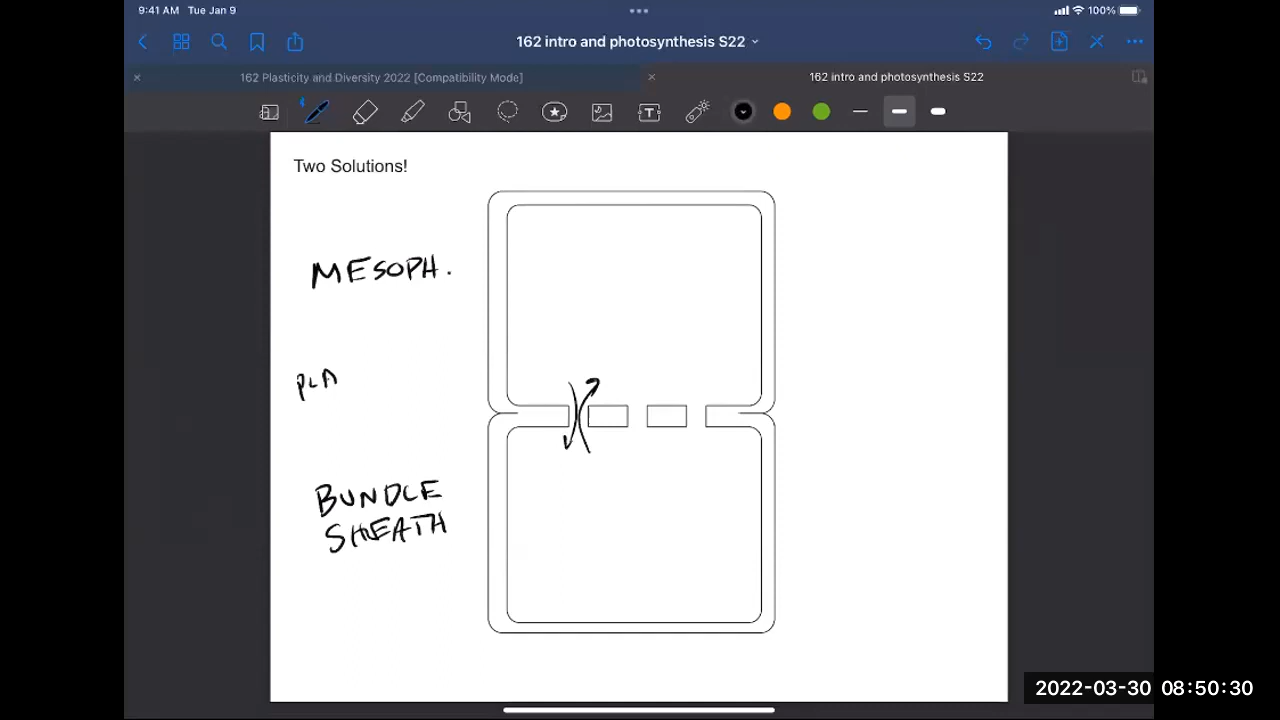 9:41 AM Tue Jan 9
100%
162 intro and photosynthesis S22
162 Plasticity and Diversity 2022 [Compatibility Mode]
162 intro and photosynthesis S22
T
Two Solutions!
MESOPH.
PLA
BUNDLE
SHEATH
2022-03-30 08:50:30